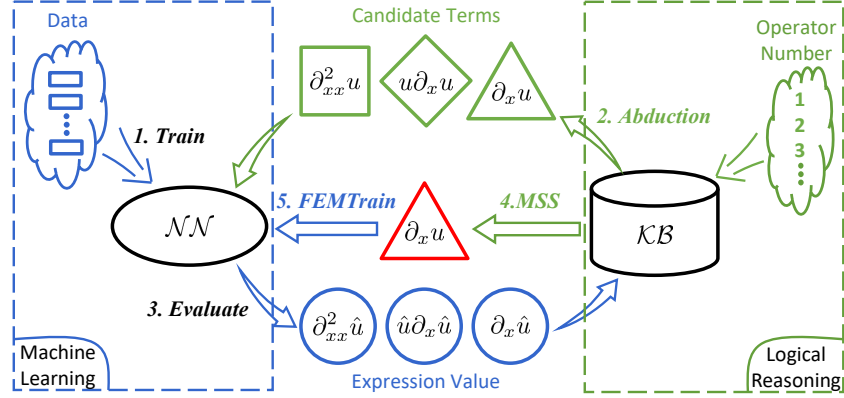 Data
Candidate Terms
Operator
Number
∂²ₓₓu
u∂ₓu
∂ₓu
1
2
3
1. Train
2. Abduction
5. FEMTrain
4.MSS
𝒩𝒩
∂ₓu
𝒦ℬ
3. Evaluate
∂²ₓₓû
û∂ₓû
∂ₓû
Machine
Learning
Expression Value
Logical
Reasoning